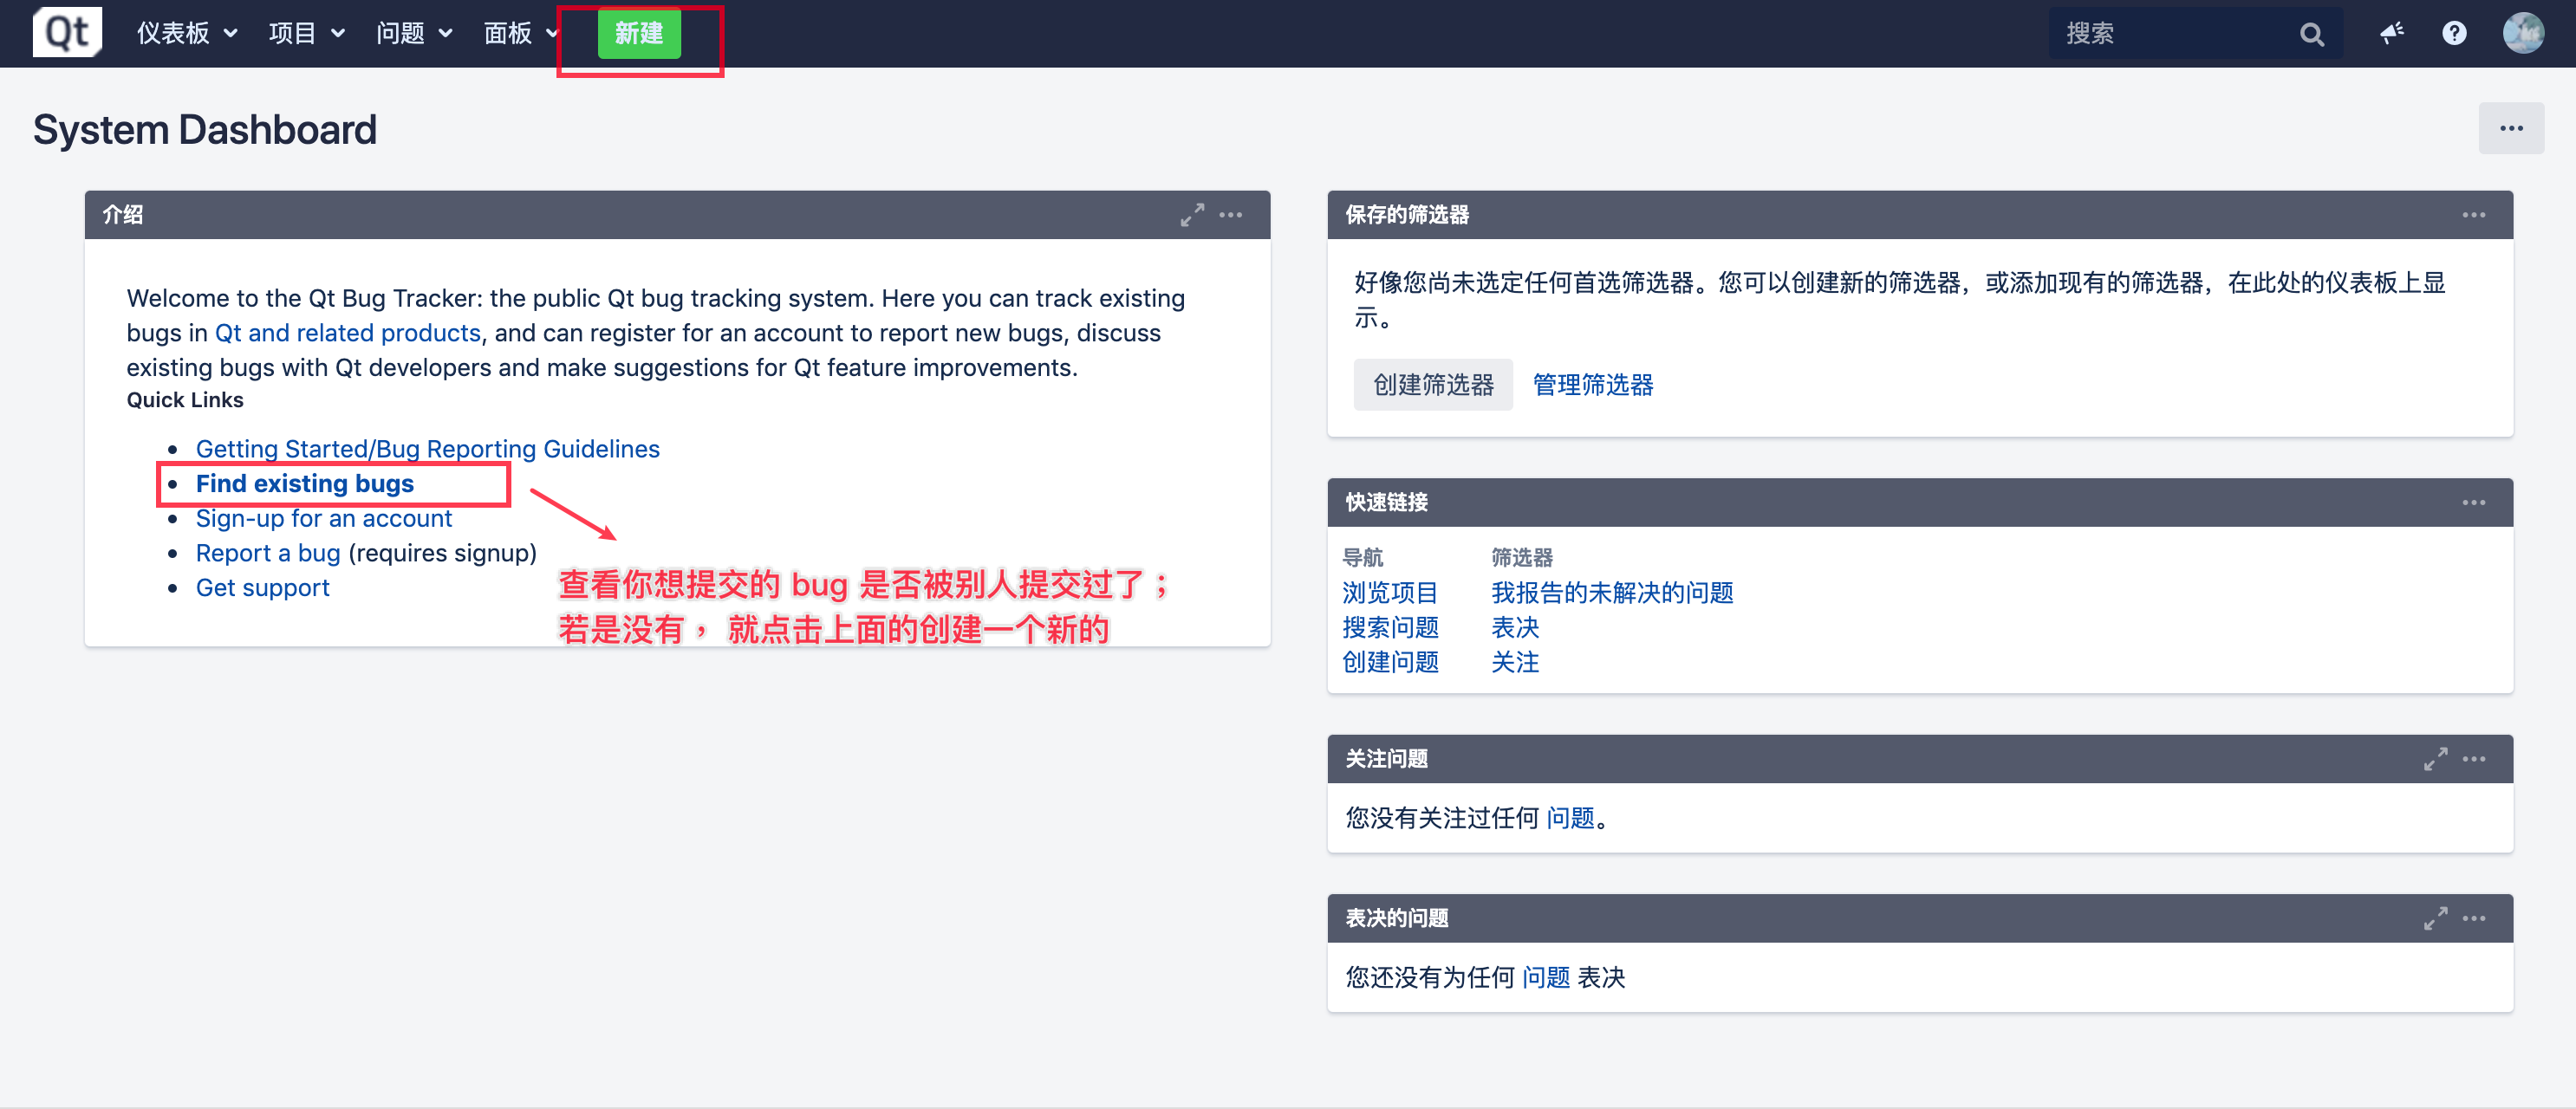 Qt 仪表板 项目 问题 面板 新建 搜索
System Dashboard
介绍
Welcome to the Qt Bug Tracker: the public Qt bug tracking system. Here you can track existing
bugs in Qt and related products, and can register for an account to report new bugs, discuss
existing bugs with Qt developers and make suggestions for Qt feature improvements.
Quick Links
Getting Started/Bug Reporting Guidelines
Find existing bugs
Sign-up for an account
Report a bug (requires signup)
Get support
查看你想提交的 bug 是否被别人提交过了；
若是没有， 就点击上面的创建一个新的
保存的筛选器
好像您尚未选定任何首选筛选器。您可以创建新的筛选器，或添加现有的筛选器，在此处的仪表板上显
示。
创建筛选器 管理筛选器
快速链接
导航 筛选器
浏览项目 我报告的未解决的问题
搜索问题 表决
创建问题 关注
关注问题
您没有关注过任何 问题。
表决的问题
您还没有为任何 问题 表决